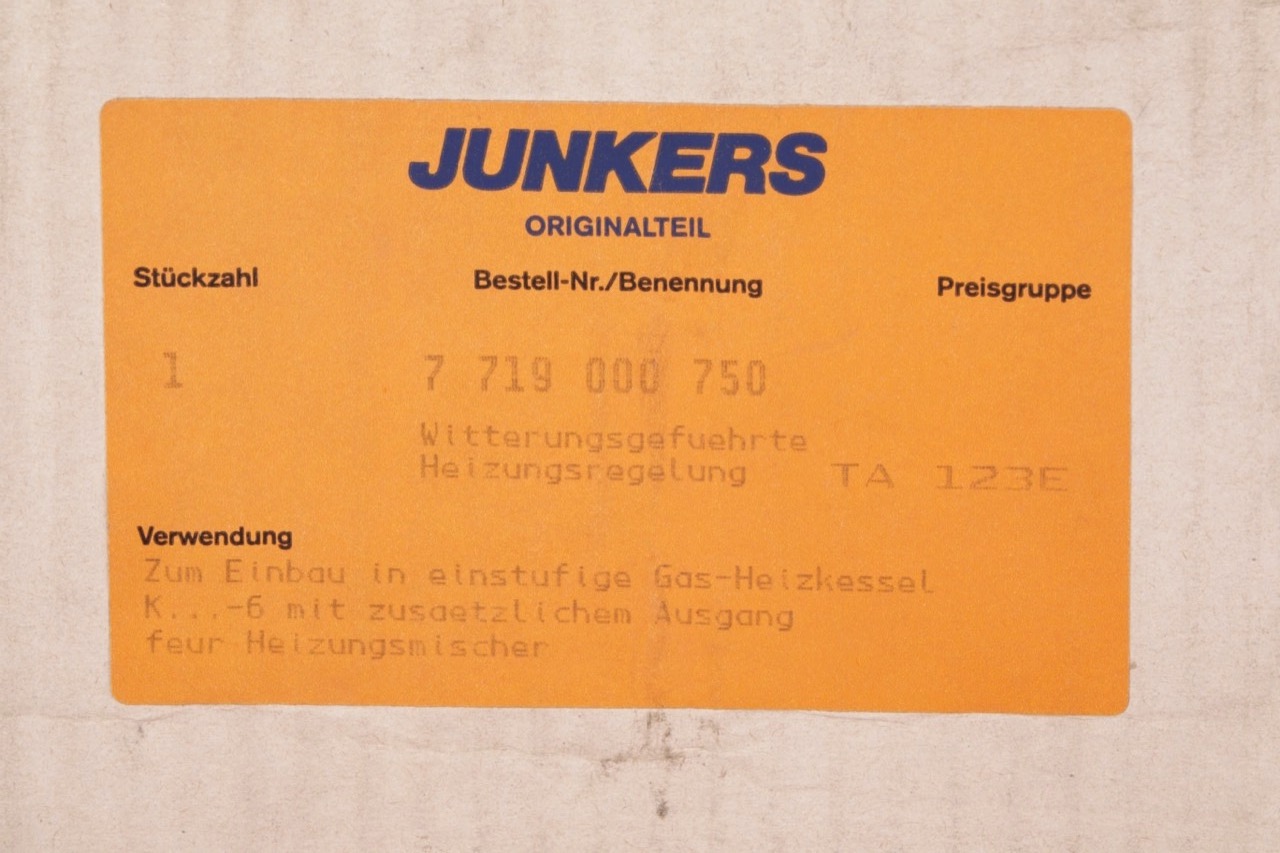 JUNKERS
ORIGINALTEIL
Stückzahl Bestell-Nr./Benennung Preisgruppe
1 7 719 000 750
Witterungsgefuehrte
Heizungsregelung TA 123E
Verwendung
Zum Einbau in einstufige Gas-Heizkessel
K...-6 mit zusaetzlichem Ausgang
feur Heizungsmischer